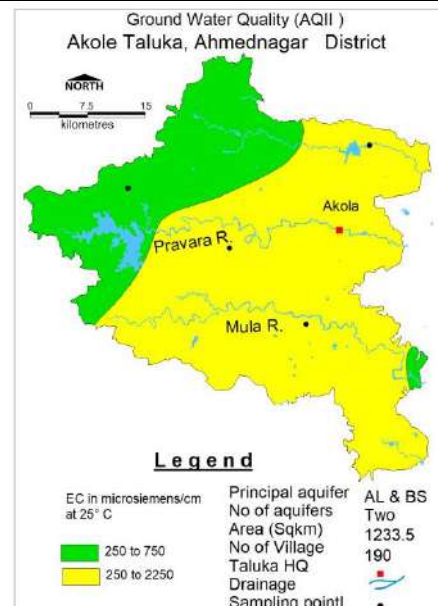 Ground Water Quality (AQII )
Akole Taluka, Ahmednagar District
NORTH
0 7.5 15
kilometres
Akola
Pravara R.
Mula R.
Legend
EC in microsiemens/cm
at 25° C
250 to 750
250 to 2250
Principal aquifer AL & BS
No of aquifers Two
Area (Sqkm) 1233.5
No of Village 190
Taluka HQ
Drainage
Sampling pointl